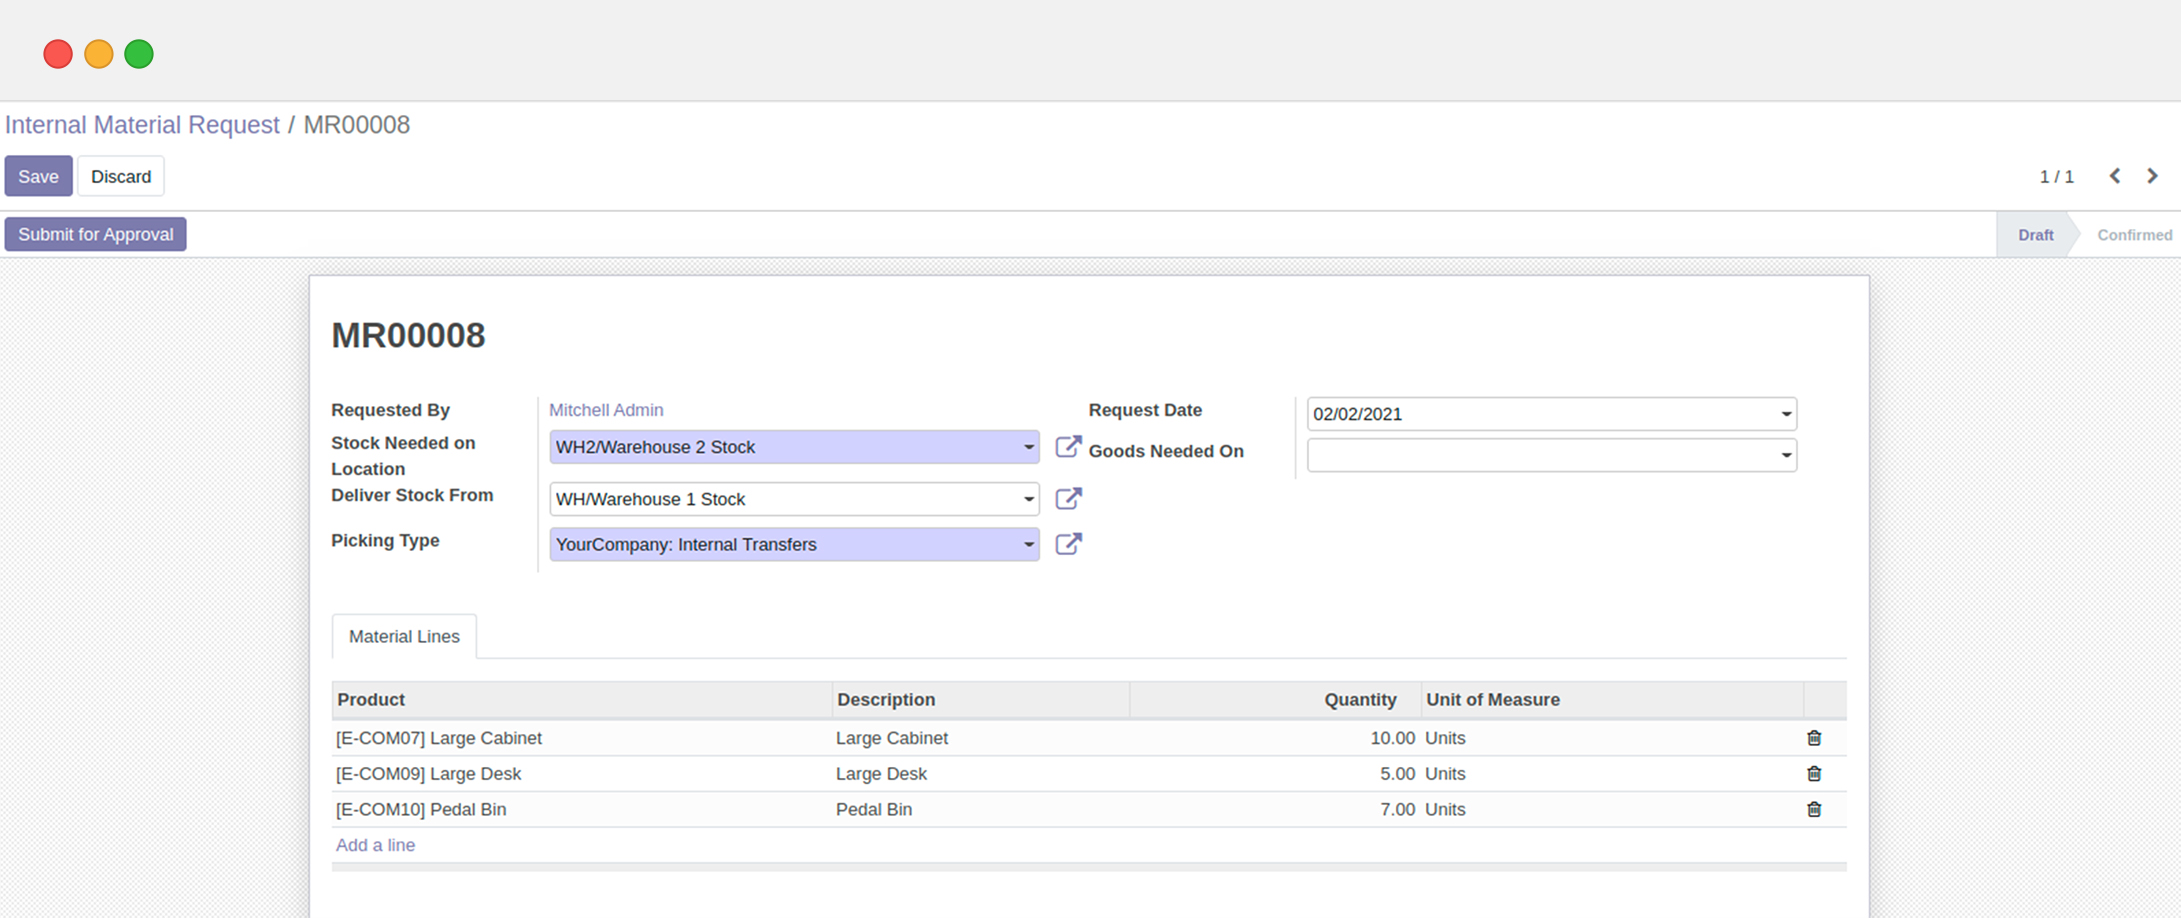 Internal Material Request / MR00008
Save Discard 1 / 1
Submit for Approval Draft Confirmed
MR00008
Requested By Mitchell Admin Request Date 02/02/2021
Stock Needed on Location WH2/Warehouse 2 Stock Goods Needed On
Deliver Stock From WH/Warehouse 1 Stock
Picking Type YourCompany: Internal Transfers
Material Lines
Product Description Quantity Unit of Measure
[E-COM07] Large Cabinet Large Cabinet 10.00 Units
[E-COM09] Large Desk Large Desk 5.00 Units
[E-COM10] Pedal Bin Pedal Bin 7.00 Units
Add a line